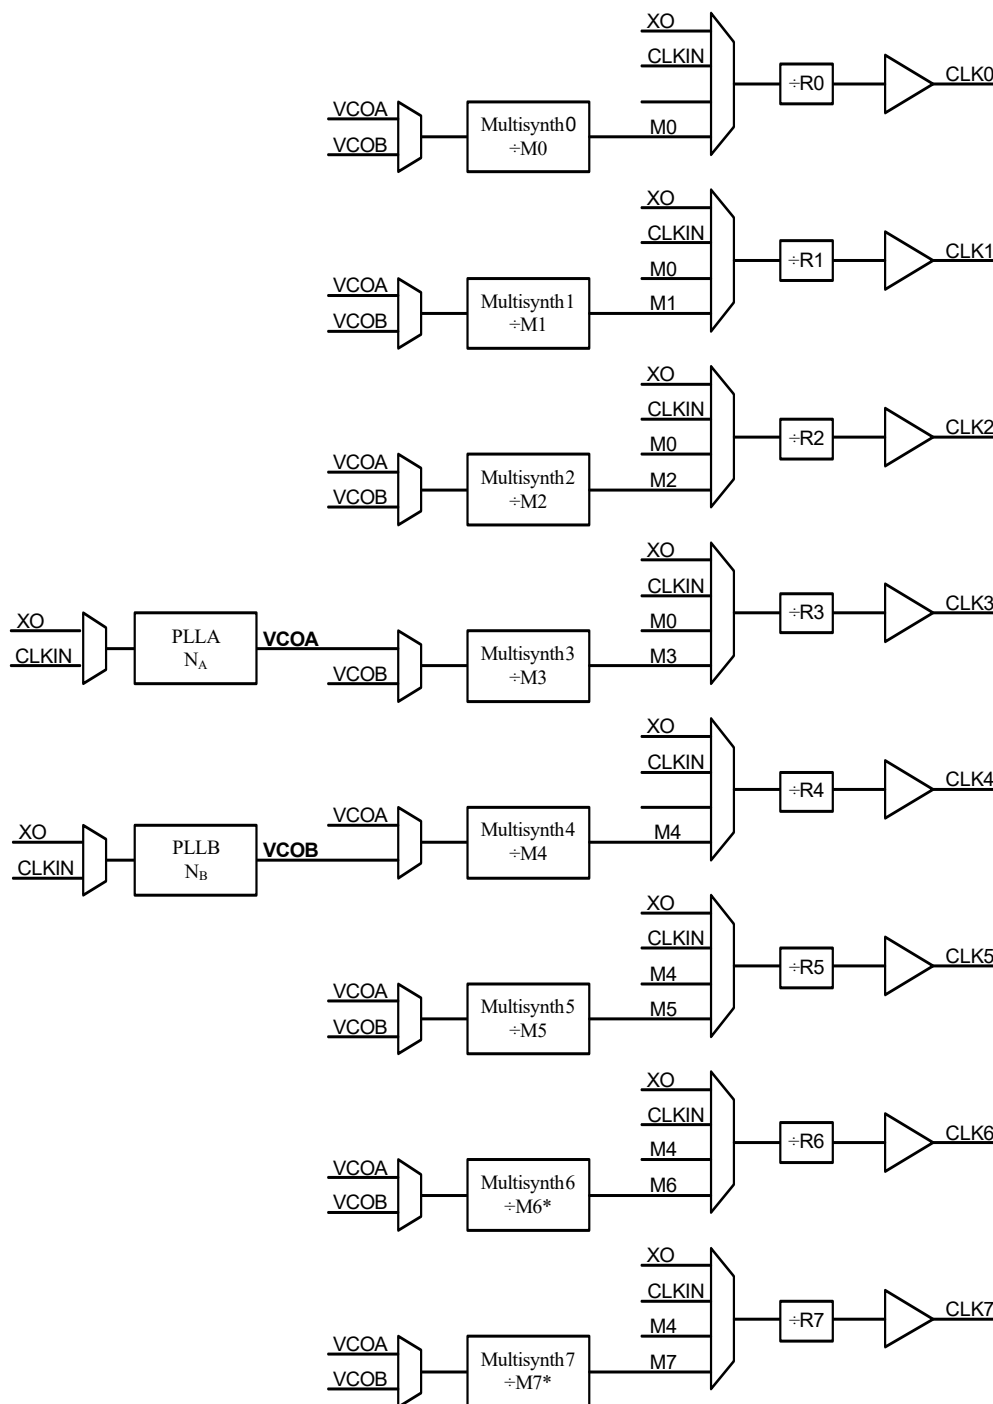 XO
CLKIN
VCOA
VCOB
Multisynth0
÷M0
M0
÷R0
CLK0
XO
CLKIN
M0
VCOA
VCOB
Multisynth1
÷M1
M1
÷R1
CLK1
XO
CLKIN
M0
VCOA
VCOB
Multisynth2
÷M2
M2
÷R2
CLK2
XO
CLKIN
PLLA
NA
VCOA
VCOB
Multisynth3
÷M3
XO
CLKIN
M0
M3
÷R3
CLK3
XO
CLKIN
PLLB
NB
VCOB
VCOA
Multisynth4
÷M4
XO
CLKIN
M4
÷R4
CLK4
XO
CLKIN
M4
VCOA
VCOB
Multisynth5
÷M5
M5
÷R5
CLK5
XO
CLKIN
M4
VCOA
VCOB
Multisynth6
÷M6*
M6
÷R6
CLK6
XO
CLKIN
M4
VCOA
VCOB
Multisynth7
÷M7*
M7
÷R7
CLK7